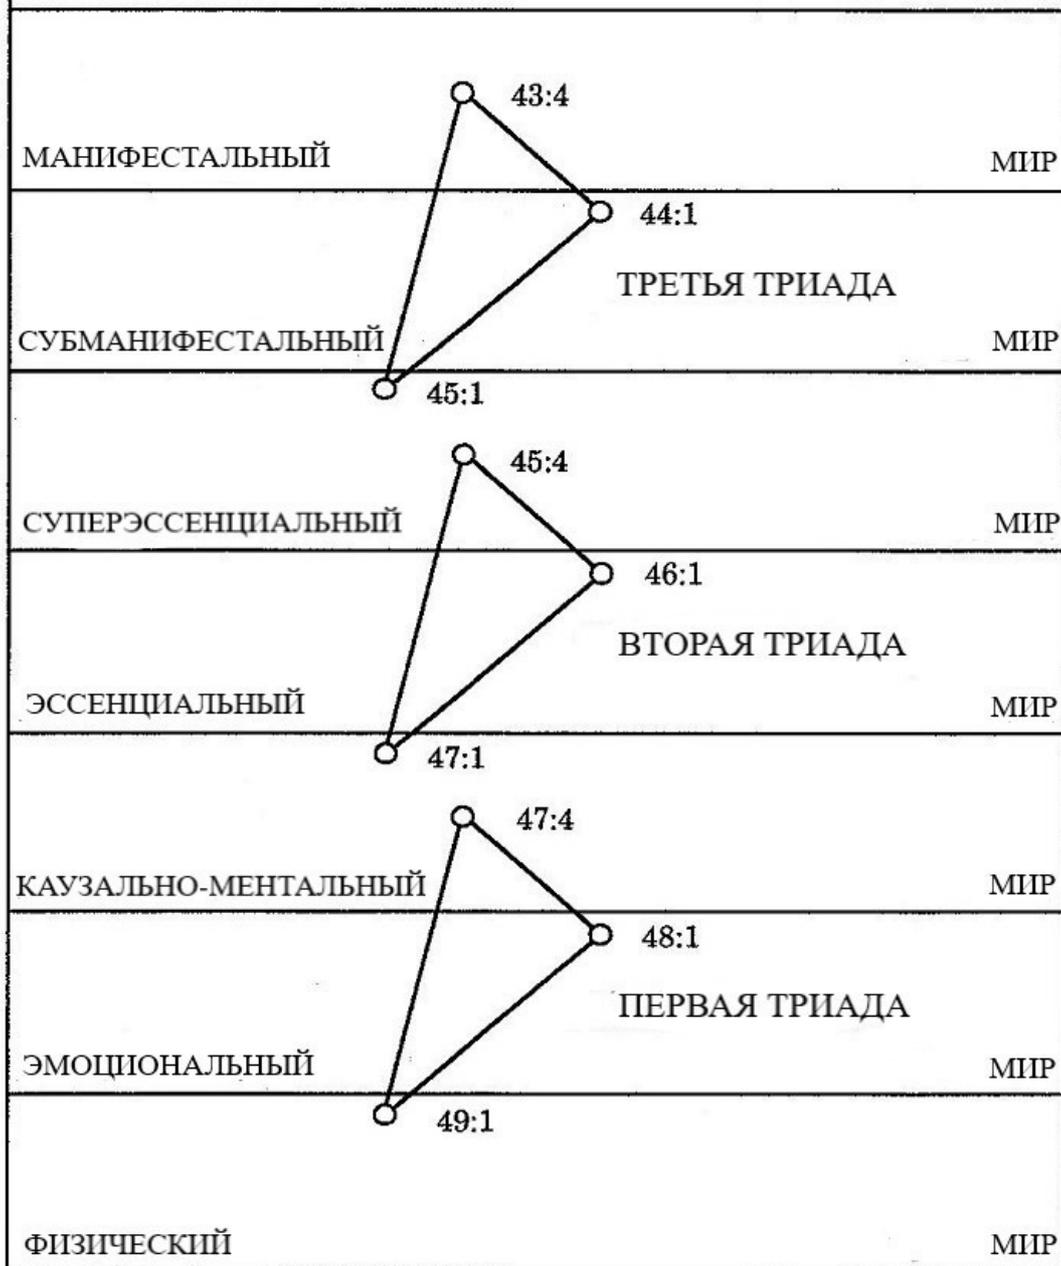 43:4
МАНИФЕСТАЛЬНЫЙ МИР
44:1
ТРЕТЬЯ ТРИАДА
СУБМАНИФЕСТАЛЬНЫЙ МИР
45:1
45:4
СУПЕРЭССЕНЦИАЛЬНЫЙ МИР
46:1
ВТОРАЯ ТРИАДА
ЭССЕНЦИАЛЬНЫЙ МИР
47:1
47:4
КАУЗАЛЬНО-МЕНТАЛЬНЫЙ МИР
48:1
ПЕРВАЯ ТРИАДА
ЭМОЦИОНАЛЬНЫЙ МИР
49:1
ФИЗИЧЕСКИЙ МИР